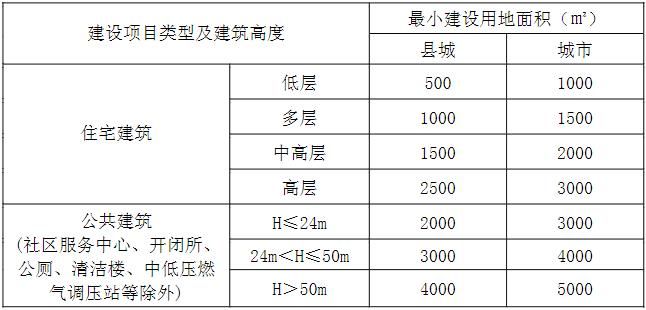 建设项目类型及建筑高度
最小建设用地面积（㎡）
县城 城市
住宅建筑
低层 500 1000
多层 1000 1500
中高层 1500 2000
高层 2500 3000
公共建筑
(社区服务中心、开闭所、
公厕、清洁楼、中低压燃
气调压站等除外)
H≤24m 2000 3000
24m＜H≤50m 3000 4000
H＞50m 4000 5000